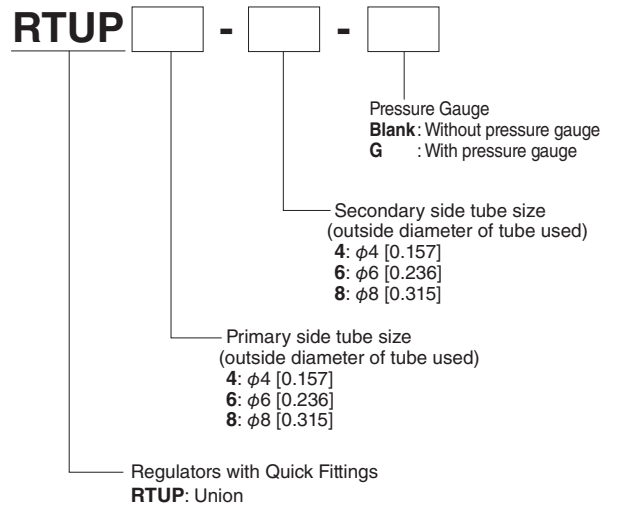 RTUP - -
Pressure Gauge
Blank: Without pressure gauge
G : With pressure gauge
Secondary side tube size
(outside diameter of tube used)
4: φ4 [0.157]
6: φ6 [0.236]
8: φ8 [0.315]
Primary side tube size
(outside diameter of tube used)
4: φ4 [0.157]
6: φ6 [0.236]
8: φ8 [0.315]
Regulators with Quick Fittings
RTUP: Union